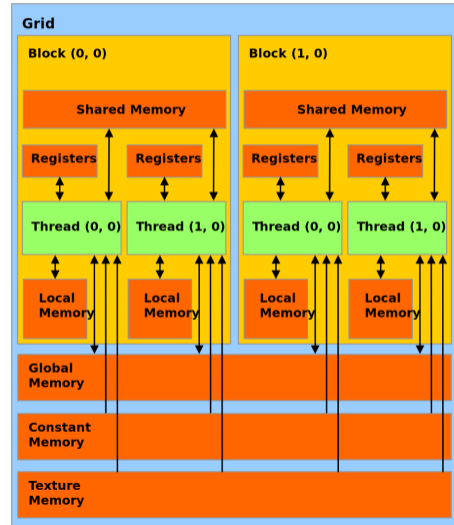 Grid
Block (0, 0)
Block (1, 0)
Shared Memory
Shared Memory
Registers
Registers
Registers
Registers
Thread (0, 0)
Thread (1, 0)
Thread (0, 0)
Thread (1, 0)
Local
Memory
Local
Memory
Local
Memory
Local
Memory
Global
Memory
Constant
Memory
Texture
Memory